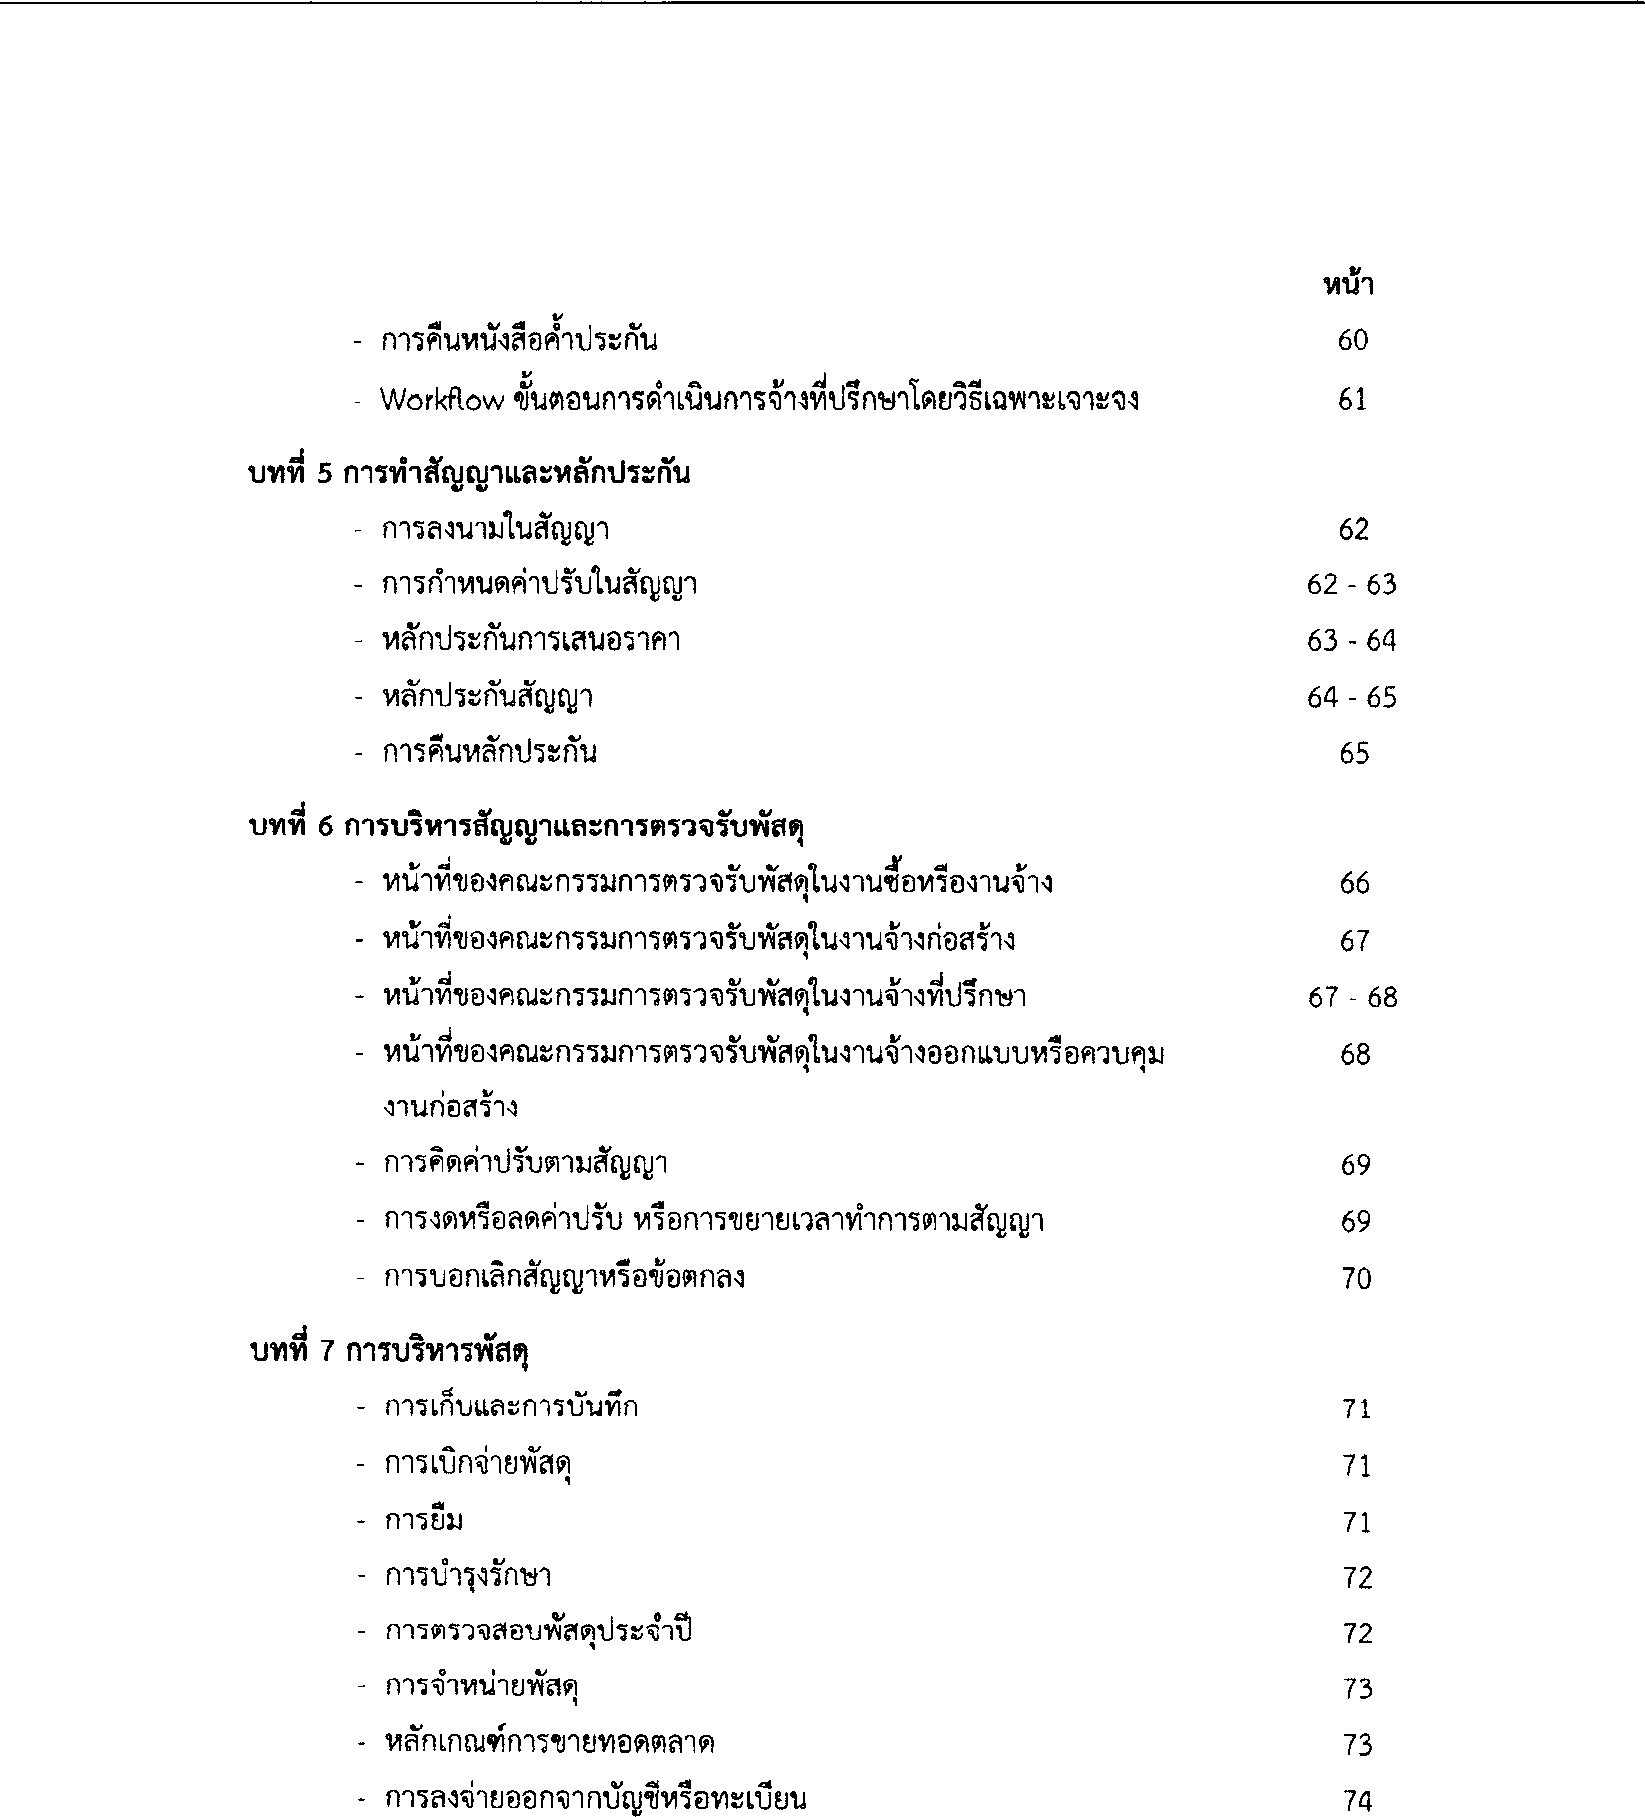 หน้า
- การคืนหนังสือค้ำประกัน 60
- Workflow ขั้นตอนการดำเนินการจ้างที่ปรึกษาโดยวิธีเฉพาะเจาะจง 61
บทที่ 5 การทำสัญญาและหลักประกัน
- การลงนามในสัญญา 62
- การกำหนดค่าปรับในสัญญา 62 - 63
- หลักประกันการเสนอราคา 63 - 64
- หลักประกันสัญญา 64 - 65
- การคืนหลักประกัน 65
บทที่ 6 การบริหารสัญญาและการตรวจรับพัสดุ
- หน้าที่ของคณะกรรมการตรวจรับพัสดุในงานซื้อหรืองานจ้าง 66
- หน้าที่ของคณะกรรมการตรวจรับพัสดุในงานจ้างก่อสร้าง 67
- หน้าที่ของคณะกรรมการตรวจรับพัสดุในงานจ้างที่ปรึกษา 67 - 68
- หน้าที่ของคณะกรรมการตรวจรับพัสดุในงานจ้างออกแบบหรือควบคุม 68
งานก่อสร้าง
- การคิดค่าปรับตามสัญญา 69
- การงดหรือลดค่าปรับ หรือการขยายเวลาทำการตามสัญญา 69
- การบอกเลิกสัญญาหรือข้อตกลง 70
บทที่ 7 การบริหารพัสดุ
- การเก็บและการบันทึก 71
- การเบิกจ่ายพัสดุ 71
- การยืม 71
- การบำรุงรักษา 72
- การตรวจสอบพัสดุประจำปี 72
- การจำหน่ายพัสดุ 73
- หลักเกณฑ์การขายทอดตลาด 73
- การลงจ่ายออกจากบัญชีหรือทะเบียน 74